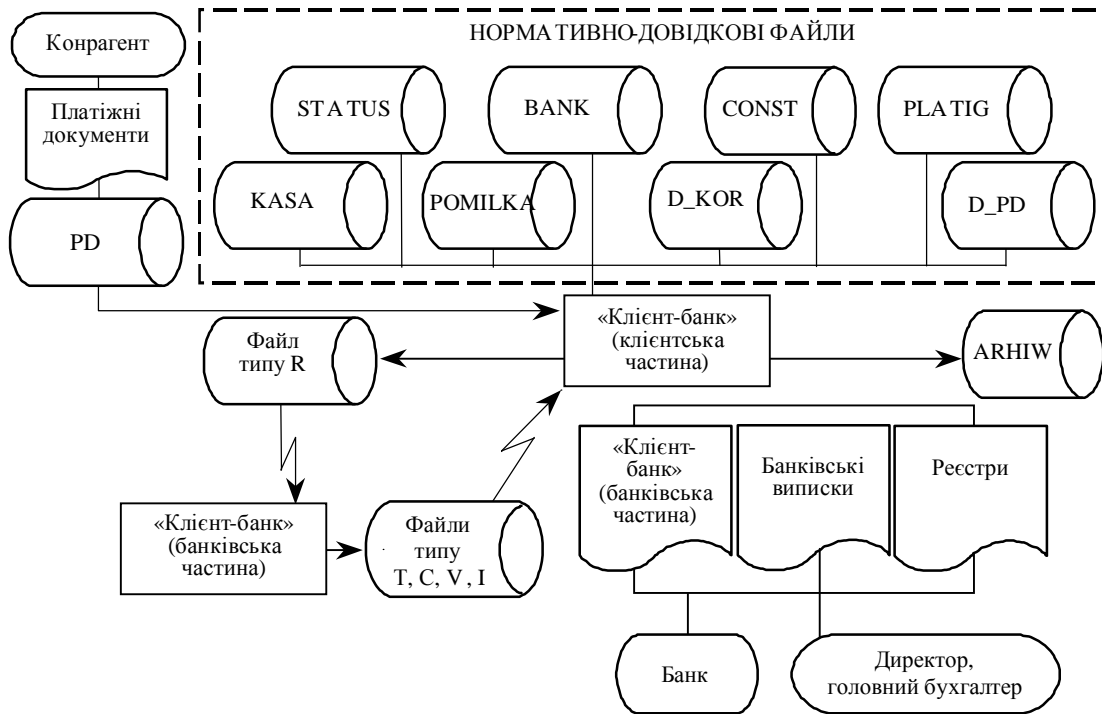 Конрагент
НОРМАТИВНО-ДОВІДКОВІ ФАЙЛИ
Платіжні
документи
STATUS
BANK
CONST
PLATIG
KASA
POMILKA
D_KOR
D_PD
PD
«Клієнт-банк»
(клієнтська
частина)
Файл
типу R
ARHIW
«Клієнт-
банк»
(банківська
частина)
Банківські
виписки
Реєстри
«Клієнт-банк»
(банківська
частина)
Файли
типу
T, C, V, I
Банк
Директор,
головний бухгалтер